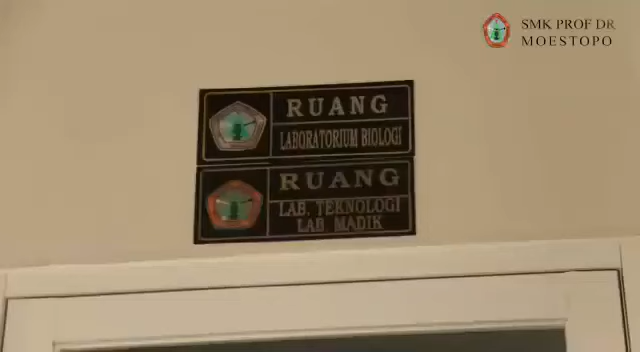 SMK PROF DR
MOESTOPO
RUANG
LABORATORIUM BIOLOGI
RUANG
LAB. TEKNOLOGI
LAB MADIK